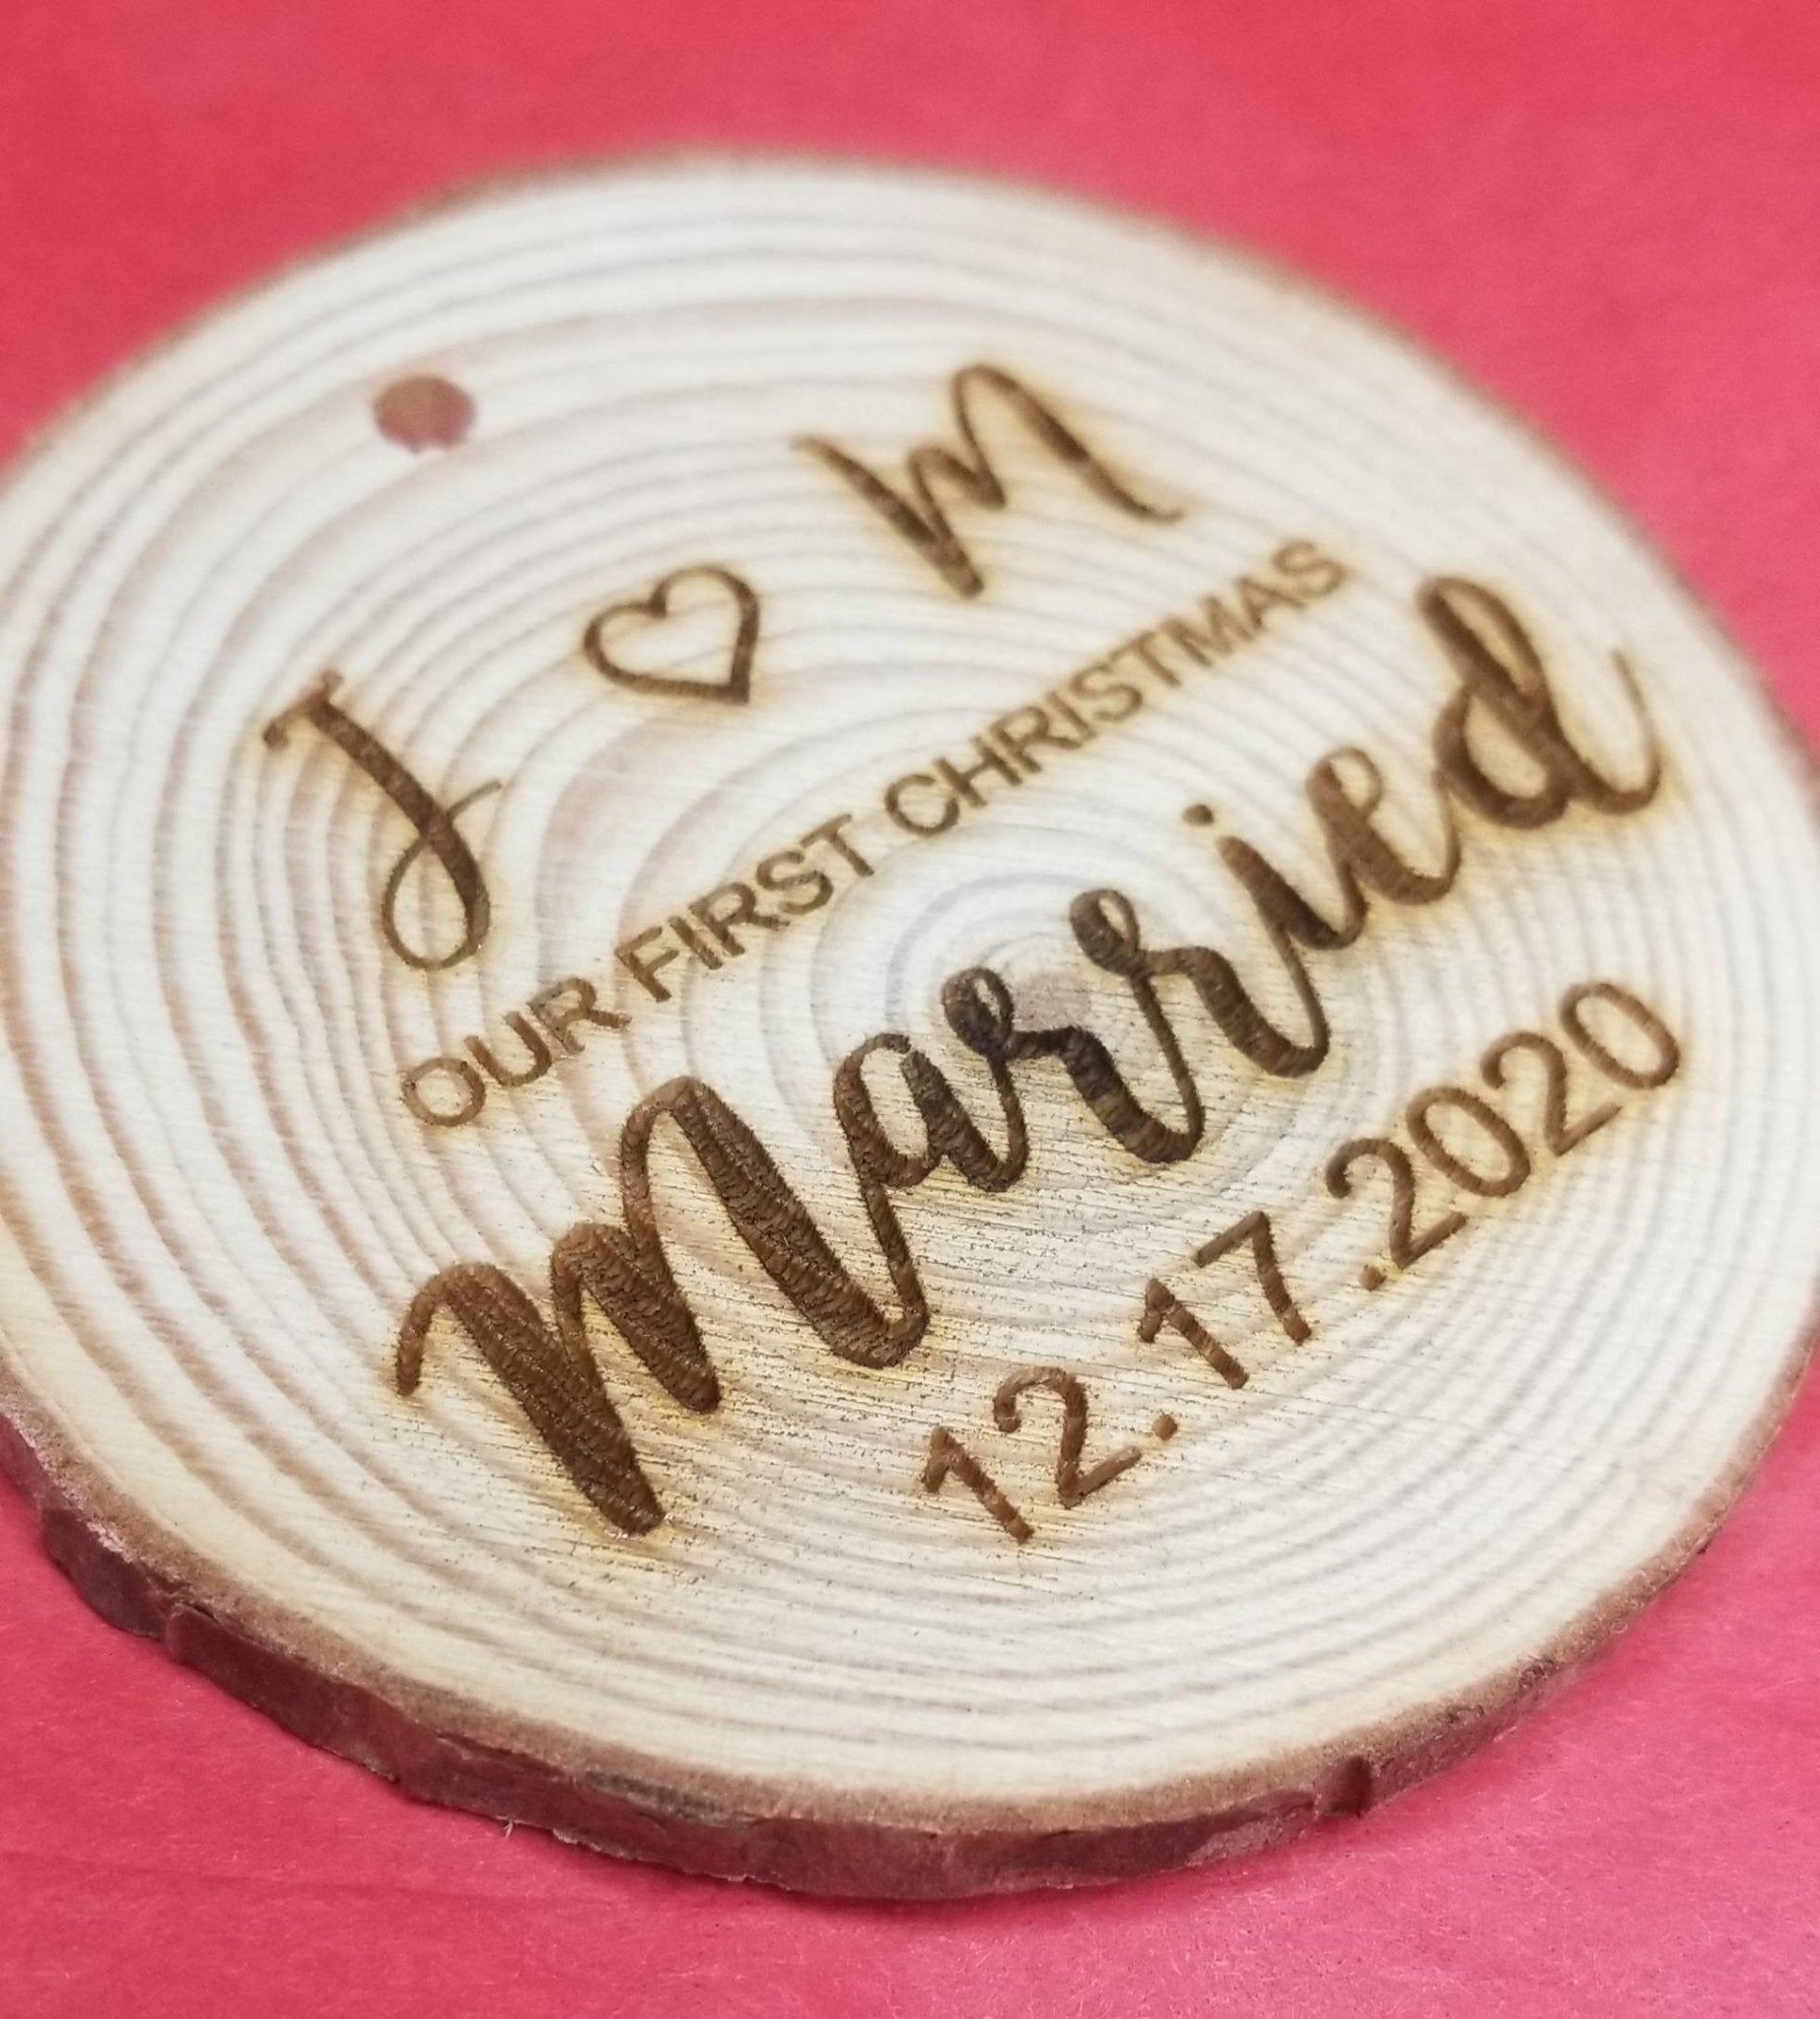 J ♡ M
OUR FIRST CHRISTMAS
Married
12.17.2020